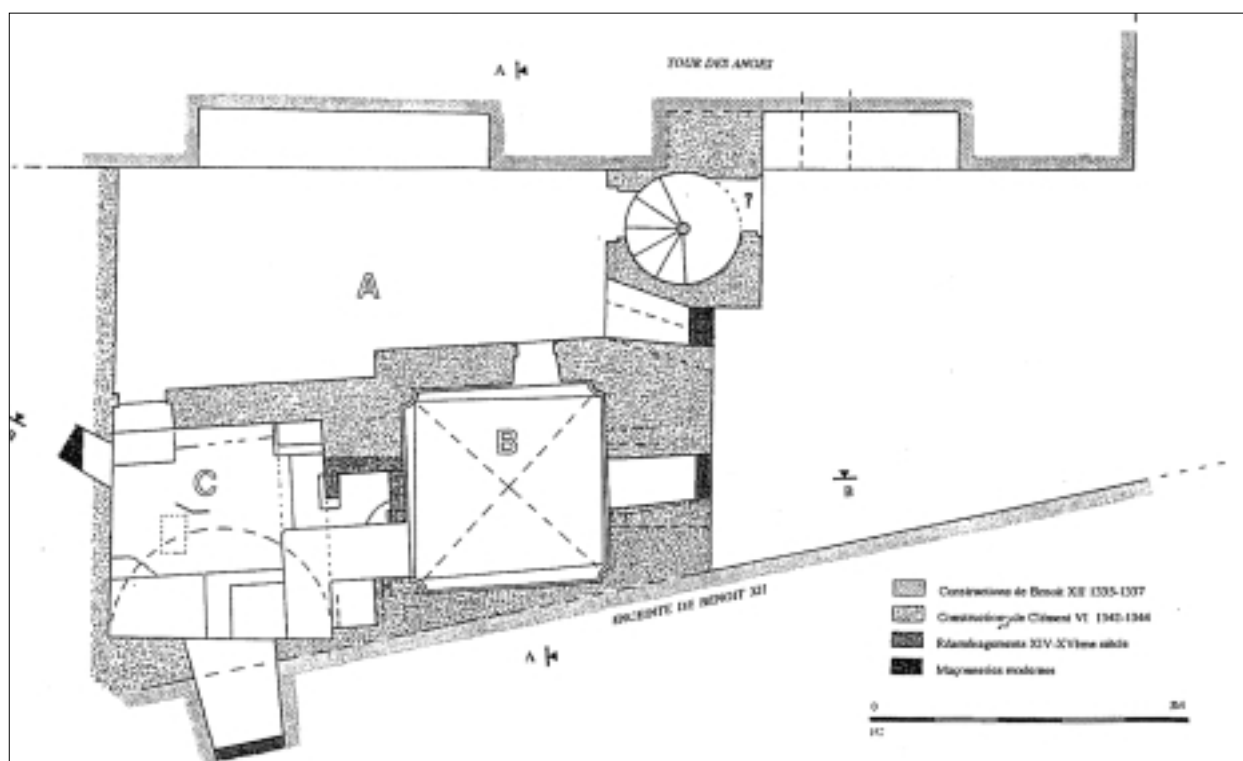 A
TOUR DES ANGES
?
A
B
C
B
ENCEINTE DE BENOIT XII
A
Constructions de Benoit XII 1335-1337
Constructions de Clément VI 1342-1344
Réaménagements XIV-XVème siècle
Maçonneries modernes
0